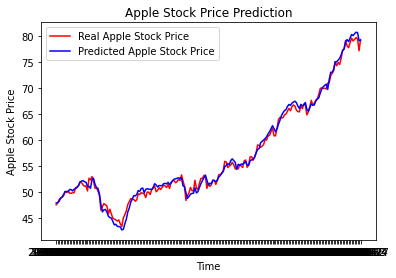 Apple Stock Price Prediction
Real Apple Stock Price
Predicted Apple Stock Price
80
75
70
65
60
55
50
45
Apple Stock Price
Time